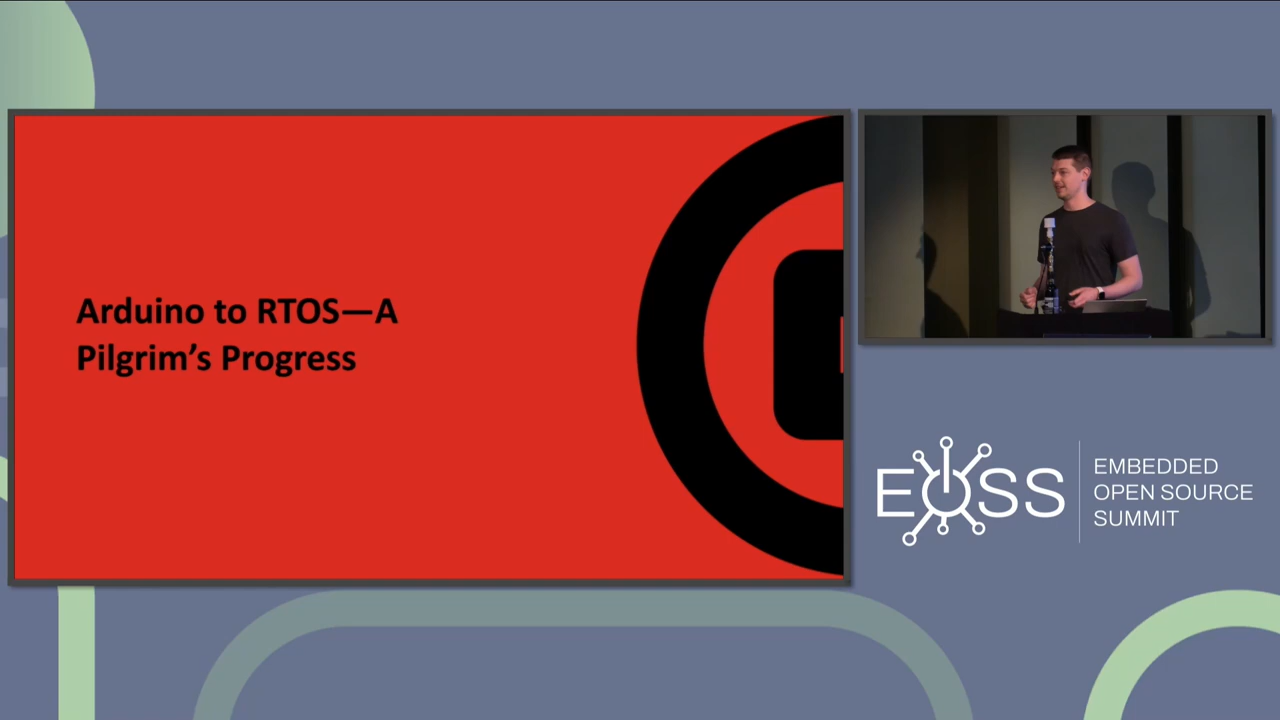 Arduino to RTOS—A
Pilgrim’s Progress
EOSS
EMBEDDED
OPEN SOURCE
SUMMIT